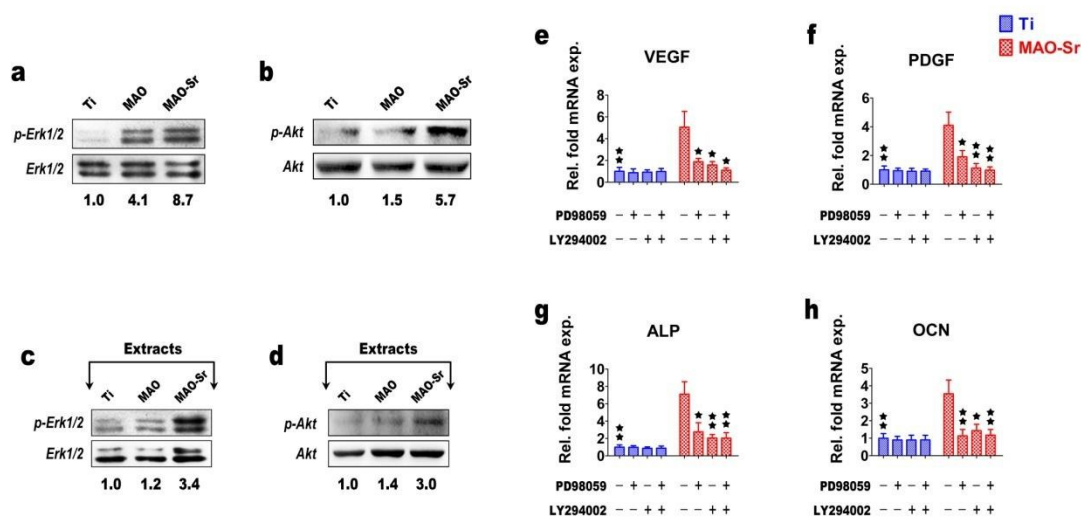 a
Ti MAO MAO-Sr
p-Erk1/2
Erk1/2
1.0 4.1 8.7
b
Ti MAO MAO-Sr
p-Akt
Akt
1.0 1.5 5.7
c
Extracts
Ti MAO MAO-Sr
p-Erk1/2
Erk1/2
1.0 1.2 3.4
d
Extracts
Ti MAO MAO-Sr
p-Akt
Akt
1.0 1.4 3.0
Ti
MAO-Sr
e
VEGF
Rel. fold mRNA exp.
8
6
4
2
0
★★ ★ ★ ★
PD98059 – + – + – + – +
LY294002 – – + + – – + +
f
PDGF
Rel. fold mRNA exp.
6
4
2
0
★★ ★ ★★ ★★
PD98059 – + – + – + – +
LY294002 – – + + – – + +
g
ALP
Rel. fold mRNA exp.
10
8
6
4
2
0
★★ ★ ★★ ★★
PD98059 – + – + – + – +
LY294002 – – + + – – + +
h
OCN
Rel. fold mRNA exp.
5
4
3
2
1
0
★★ ★★ ★ ★★
PD98059 – + – + – + – +
LY294002 – – + + – – + +